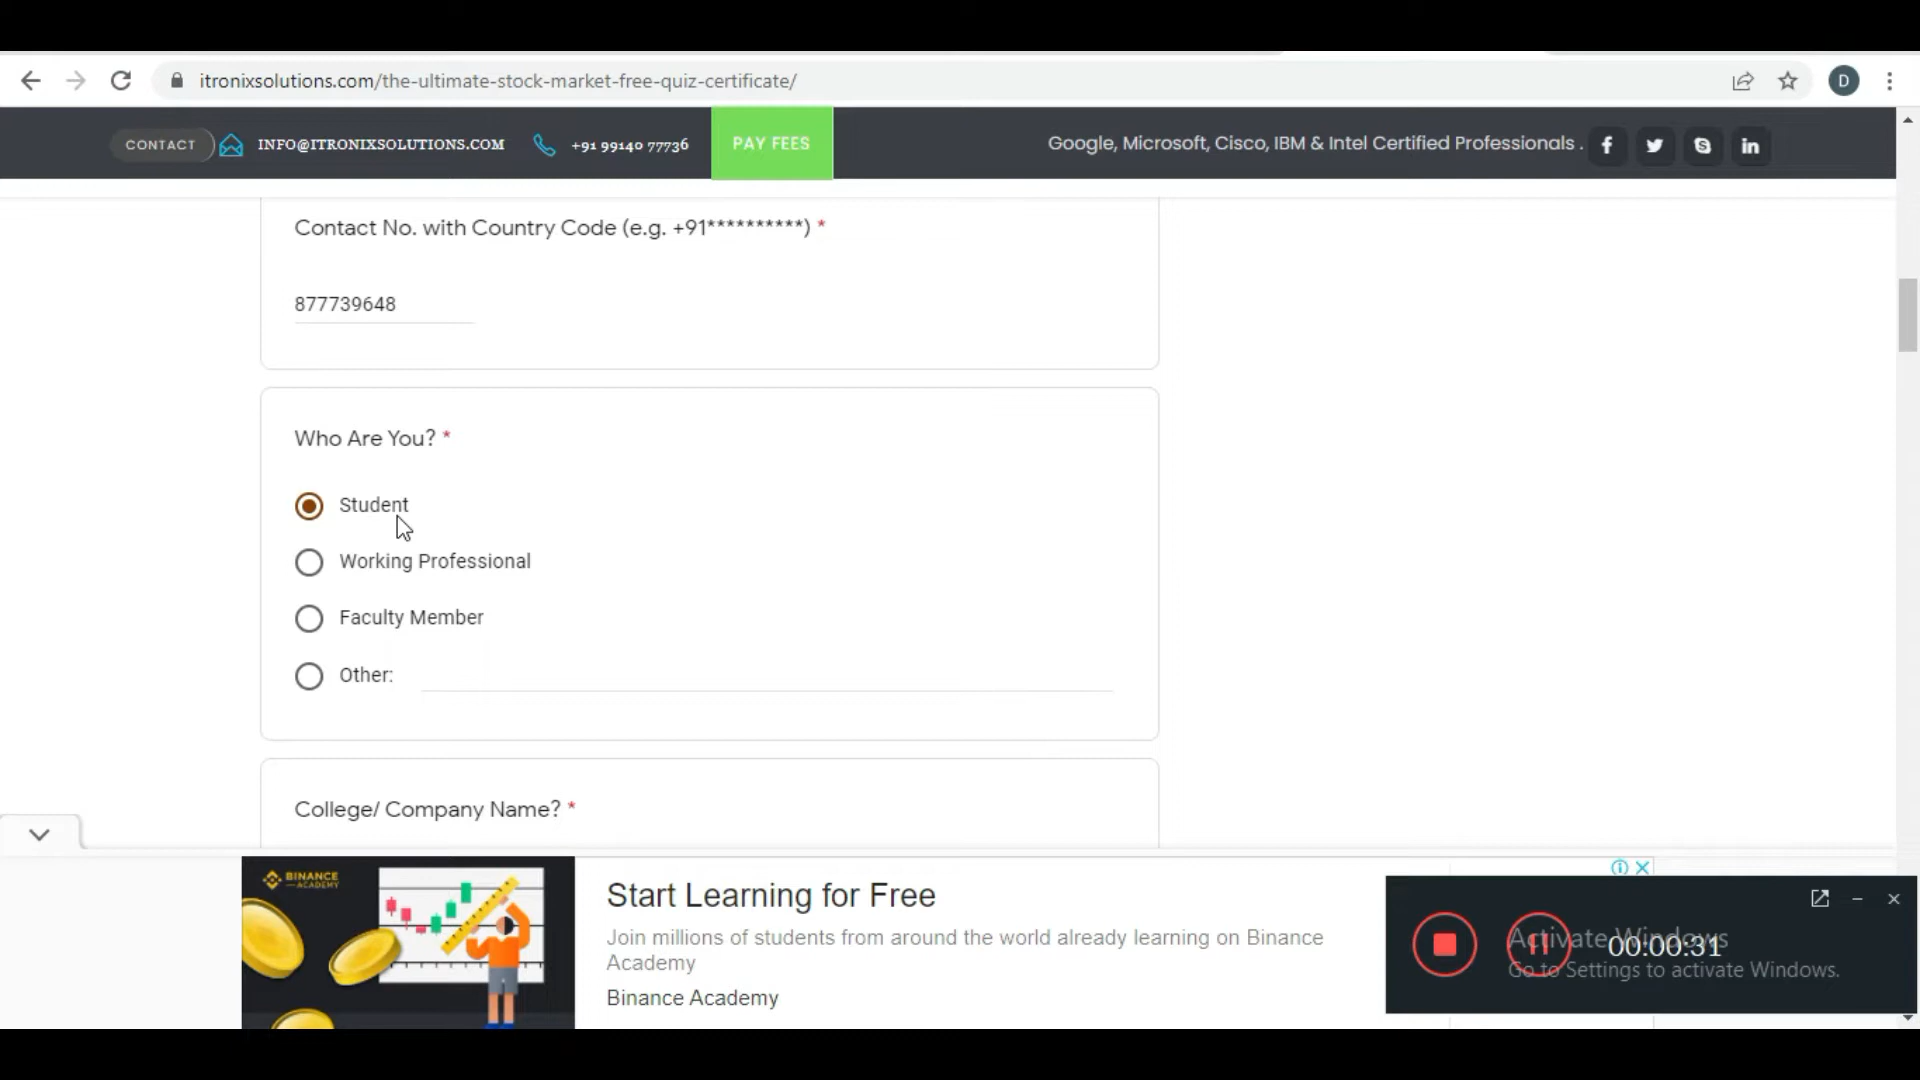 itronixsolutions.com/the-ultimate-stock-market-free-quiz-certificate/
D
CONTACT
INFO@ITRONIXSOLUTIONS.COM
+91 99140 77736
PAY FEES
Google, Microsoft, Cisco, IBM & Intel Certified Professionals .
Contact No. with Country Code (e.g. +91**********) *
877739648
Who Are You? *
Student
Working Professional
Faculty Member
Other:
College/ Company Name? *
BINANCE
ACADEMY
Start Learning for Free
Join millions of students from around the world already learning on Binance
Academy
Binance Academy
Activate Windows
00:00:31
Go to Settings to activate Windows.